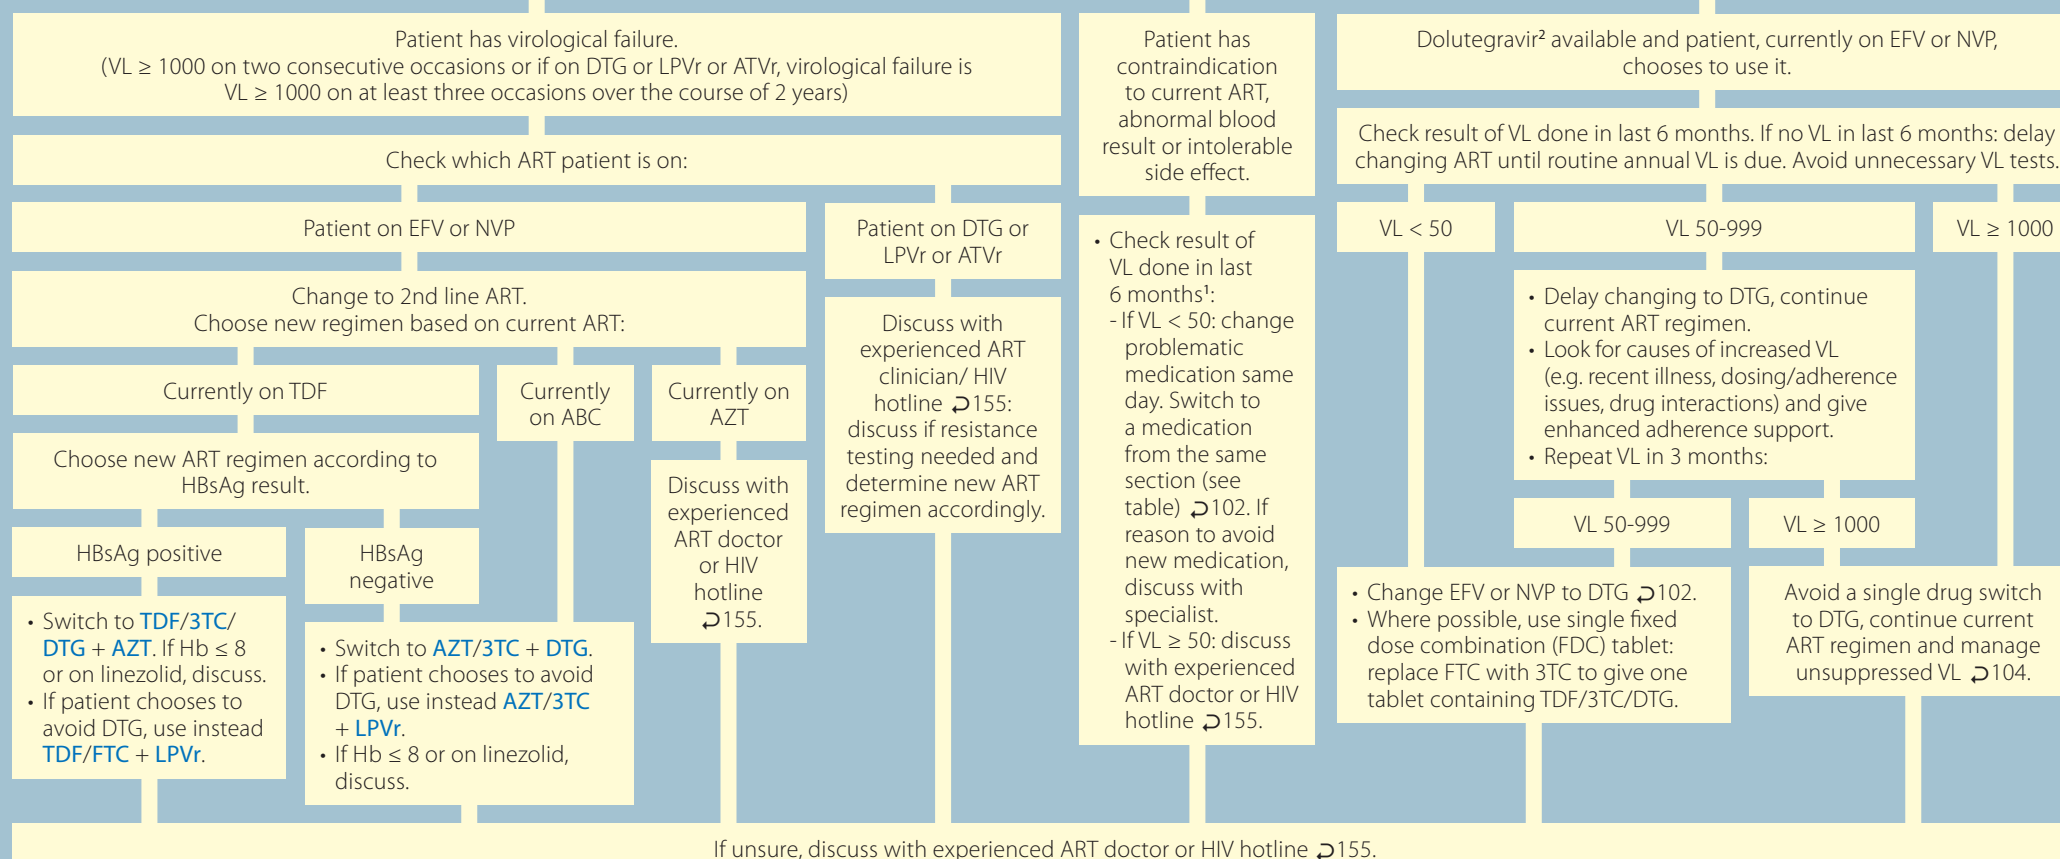 Patient has virological failure.
(VL ≥ 1000 on two consecutive occasions or if on DTG or LPVr or ATVr, virological failure is
VL ≥ 1000 on at least three occasions over the course of 2 years)
Check which ART patient is on:
Patient on EFV or NVP
Change to 2nd line ART.
Choose new regimen based on current ART:
Currently on TDF
Choose new ART regimen according to
HBsAg result.
HBsAg positive
• Switch to TDF/3TC/
DTG + AZT. If Hb ≤ 8
or on linezolid, discuss.
• If patient chooses to
avoid DTG, use instead
TDF/FTC + LPVr.
HBsAg
negative
Currently
on ABC
• Switch to AZT/3TC + DTG.
• If patient chooses to avoid
DTG, use instead AZT/3TC
+ LPVr.
• If Hb ≤ 8 or on linezolid,
discuss.
Currently on
AZT
Discuss with
experienced
ART doctor
or HIV
hotline
⮌155.
Patient on DTG or
LPVr or ATVr
Discuss with
experienced ART
clinician/ HIV
hotline ⮌155:
discuss if resistance
testing needed and
determine new ART
regimen accordingly.
Patient has
contraindication
to current ART,
abnormal blood
result or intolerable
side effect.
• Check result of
VL done in last
6 months¹:
- If VL < 50: change
problematic
medication same
day. Switch to
a medication
from the same
section (see
table) ⮌102. If
reason to avoid
new medication,
discuss with
specialist.
- If VL ≥ 50: discuss
with experienced
ART doctor or HIV
hotline ⮌155.
Dolutegravir² available and patient, currently on EFV or NVP,
chooses to use it.
Check result of VL done in last 6 months. If no VL in last 6 months: delay
changing ART until routine annual VL is due. Avoid unnecessary VL tests.
VL < 50
VL 50-999
• Delay changing to DTG, continue
current ART regimen.
• Look for causes of increased VL
(e.g. recent illness, dosing/adherence
issues, drug interactions) and give
enhanced adherence support.
• Repeat VL in 3 months:
VL 50-999
• Change EFV or NVP to DTG ⮌102.
• Where possible, use single fixed
dose combination (FDC) tablet:
replace FTC with 3TC to give one
tablet containing TDF/3TC/DTG.
VL ≥ 1000
VL ≥ 1000
Avoid a single drug switch
to DTG, continue current
ART regimen and manage
unsuppressed VL ⮌104.
If unsure, discuss with experienced ART doctor or HIV hotline ⮌155.